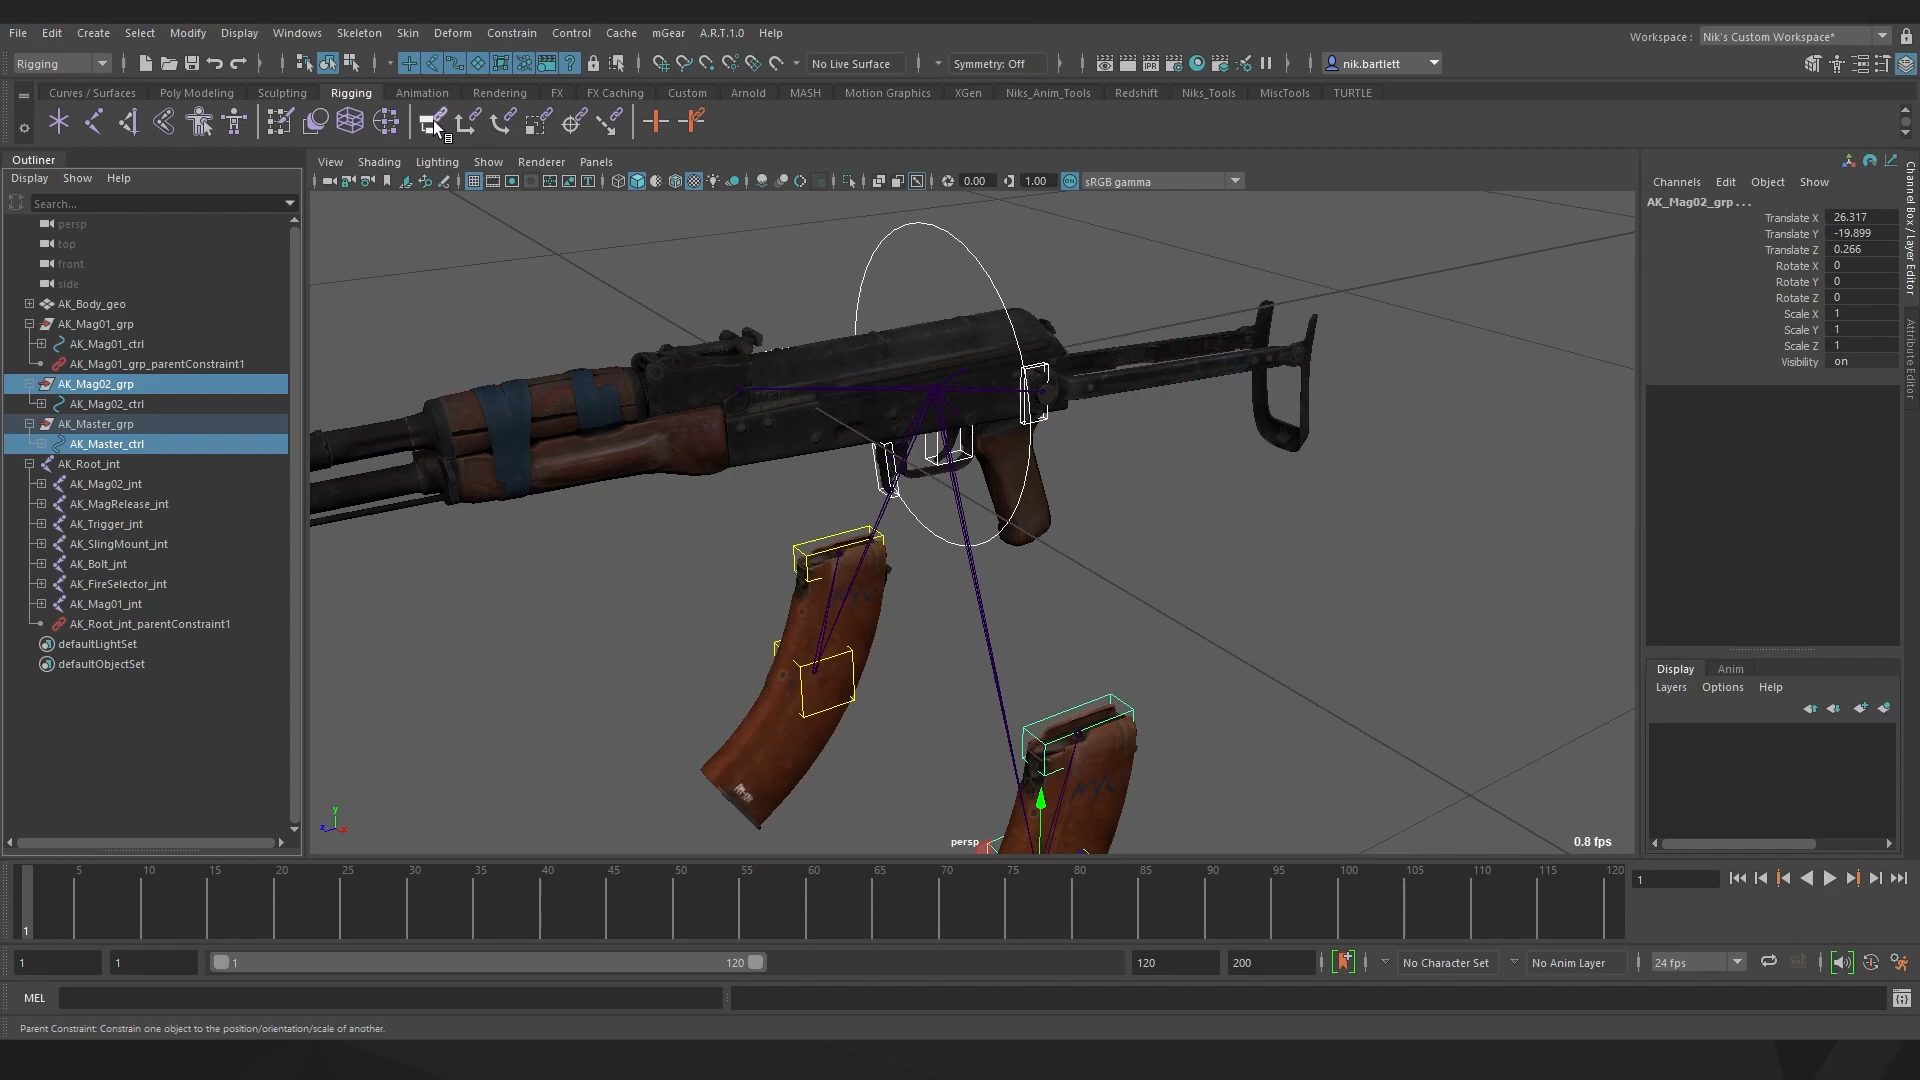 File Edit Create Select Modify Display Windows Skeleton Skin Deform Constrain Control Cache mGear A.R.T.1.0 Help
Workspace : Nik's Custom Workspace*
Rigging
No Live Surface
Symmetry: Off
nik.bartlett
Curves / Surfaces Poly Modeling Sculpting Rigging Animation Rendering FX FX Caching Custom Arnold MASH Motion Graphics XGen Niks_Anim_Tools Redshift Niks_Tools MiscTools TURTLE
Outliner
Display Show Help
Search...
persp
top
front
side
AK_Body_geo
AK_Mag01_grp
AK_Mag01_ctrl
AK_Mag01_grp_parentConstraint1
AK_Mag02_grp
AK_Mag02_ctrl
AK_Master_grp
AK_Master_ctrl
AK_Root_jnt
AK_Mag02_jnt
AK_MagRelease_jnt
AK_Trigger_jnt
AK_SlingMount_jnt
AK_Bolt_jnt
AK_FireSelector_jnt
AK_Mag01_jnt
AK_Root_jnt_parentConstraint1
defaultLightSet
defaultObjectSet
View Shading Lighting Show Renderer Panels
0.00 1.00 ON sRGB gamma
y
z x
persp
0.8 fps
Channels Edit Object Show
AK_Mag02_grp . . .
Translate X 26.317
Translate Y -19.899
Translate Z 0.266
Rotate X 0
Rotate Y 0
Rotate Z 0
Scale X 1
Scale Y 1
Scale Z 1
Visibility on
Channel Box / Layer Editor
Attribute Editor
Display Anim
Layers Options Help
5 10 15 20 25 30 35 40 45 50 55 60 65 70 75 80 85 90 95 100 105 110 115 120
1
1
1 1 1 120 120 200
No Character Set
No Anim Layer
24 fps
MEL
Parent Constraint: Constrain one object to the position/orientation/scale of another.